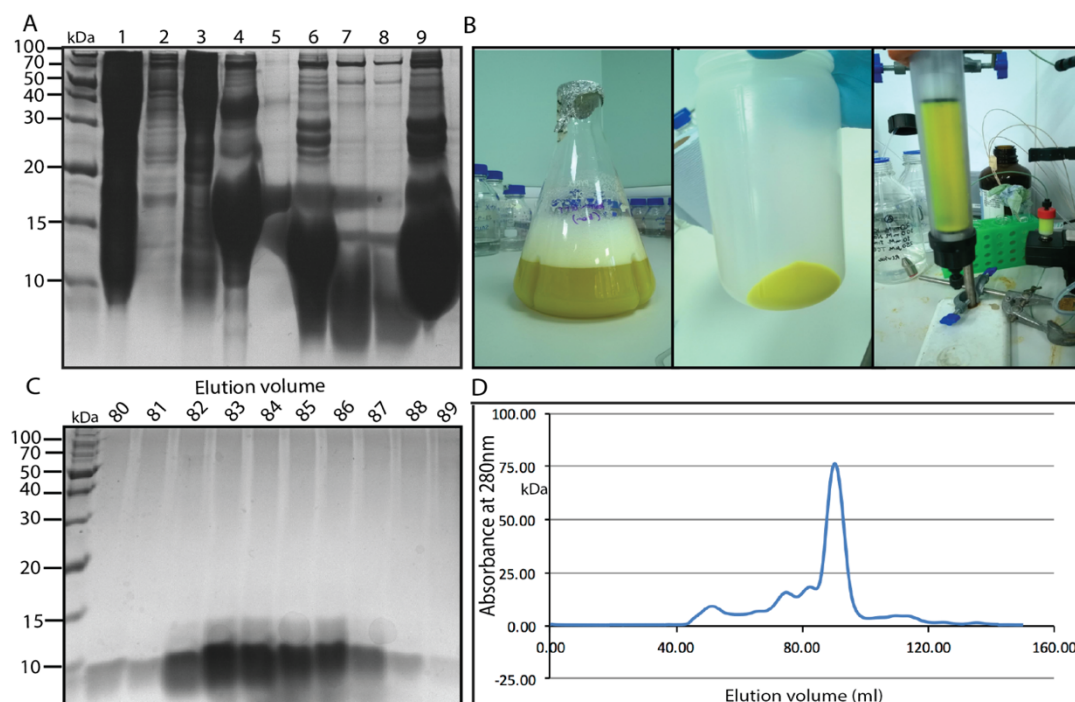 A
kDa 1 2 3 4 5 6 7 8 9
100
70
50
40
30
20
15
10
B
C
Elution volume
kDa 80 81 82 83 84 85 86 87 88 89
100
70
50
40
30
20
15
10
D
Absorbance at 280nm
kDa
100.00
75.00
50.00
25.00
0.00
-25.00
0.00 40.00 80.00 120.00 160.00
Elution volume (ml)